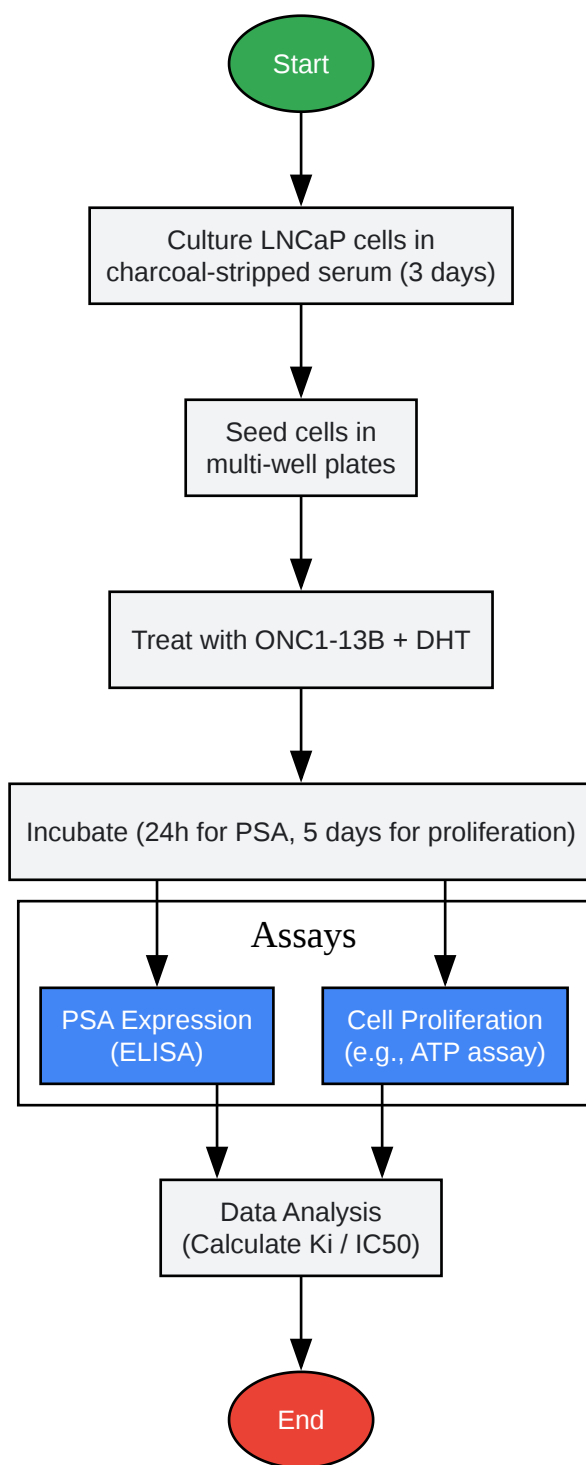 Start
Culture LNCaP cells in
charcoal-stripped serum (3 days)
Seed cells in
multi-well plates
Treat with ONC1-13B + DHT
Incubate (24h for PSA, 5 days for proliferation)
Assays
PSA Expression
(ELISA)
Cell Proliferation
(e.g., ATP assay)
Data Analysis
(Calculate Ki / IC50)
End